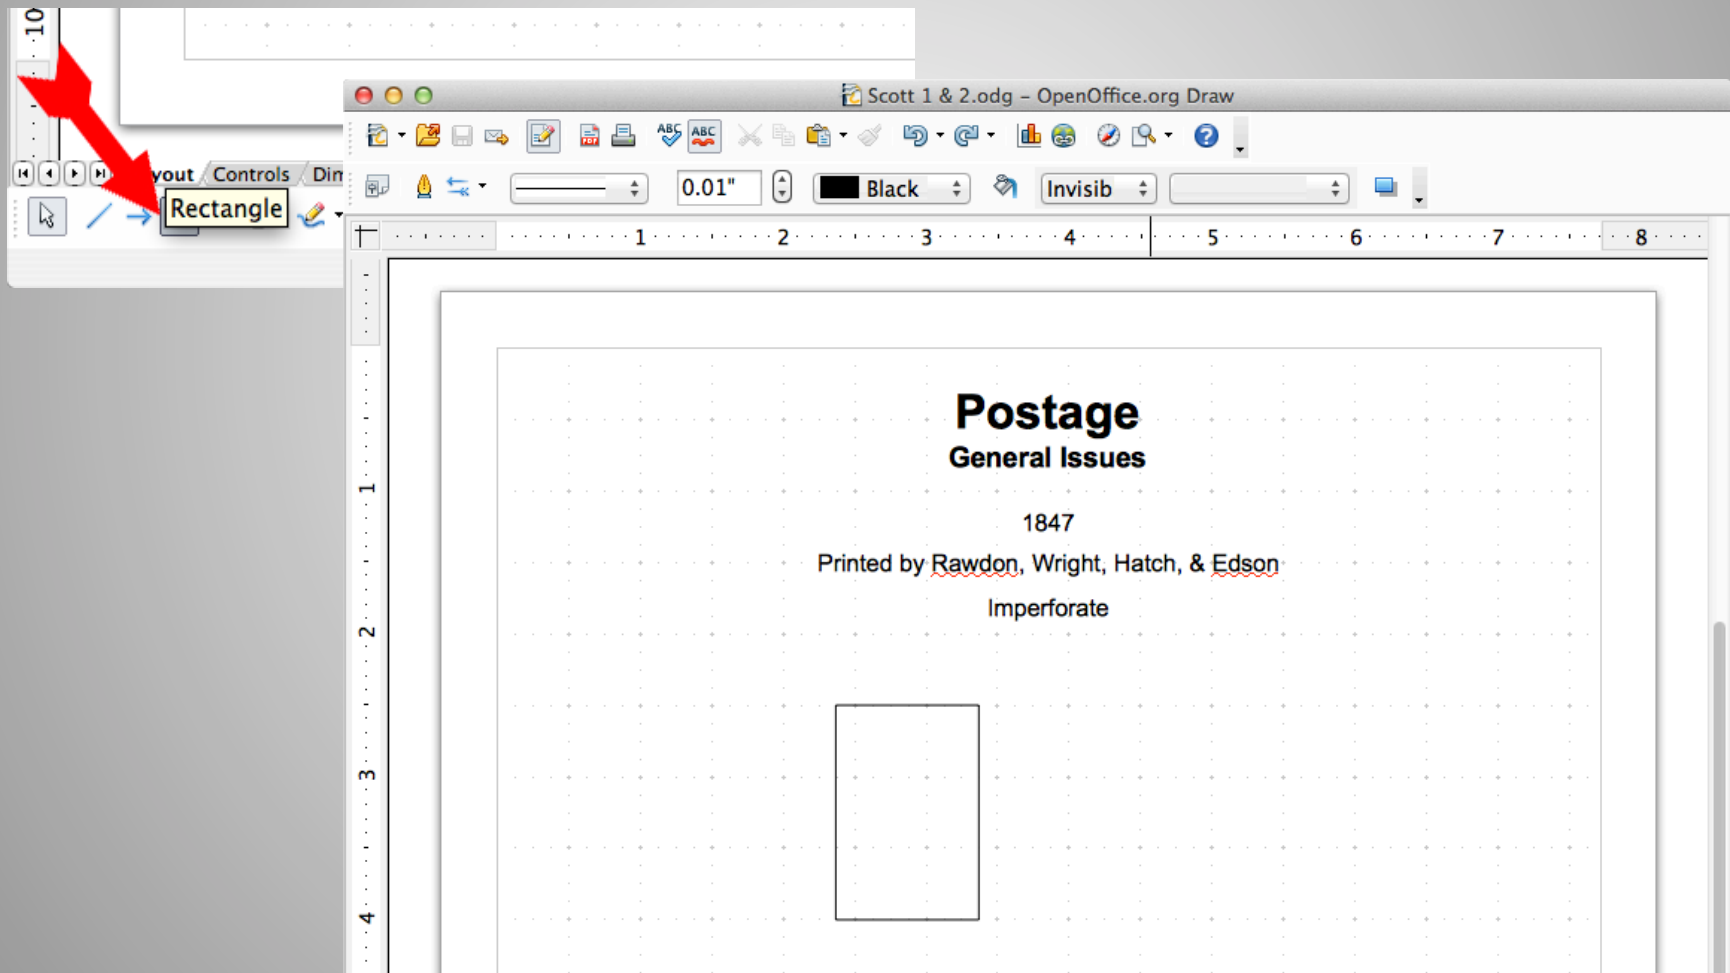 10
Scott 1 & 2.odg – OpenOffice.org Draw
ABC ABC
PDF
?
yout Controls Dim
Rectangle
0.01" Black Invisib
1 2 3 4 5 6 7 8
Postage
General Issues
1
1847
Printed by Rawdon, Wright, Hatch, & Edson
Imperforate
2
3
4